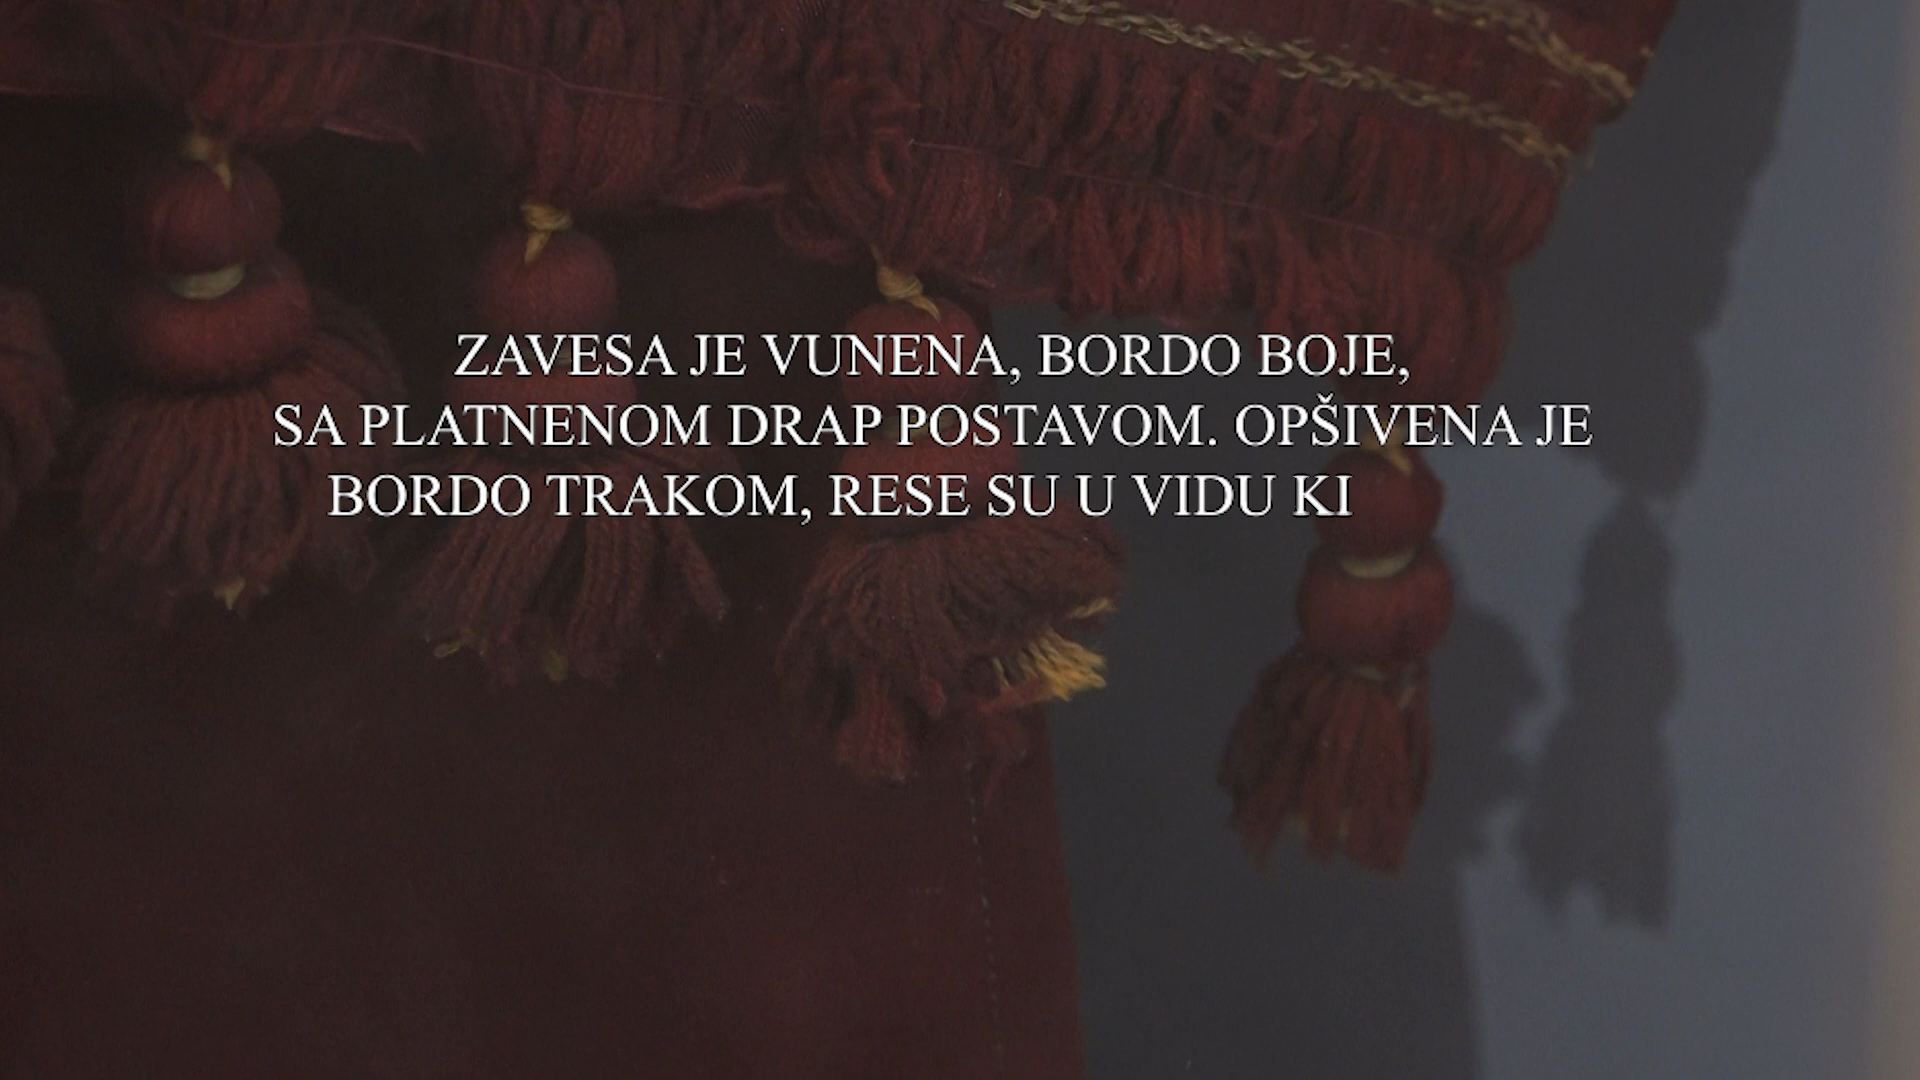 ZAVESA JE VUNENA, BORDO BOJE,
SA PLATNENOM DRAP POSTAVOM. OPŠIVENA JE
BORDO TRAKOM, RESE SU U VIDU KI